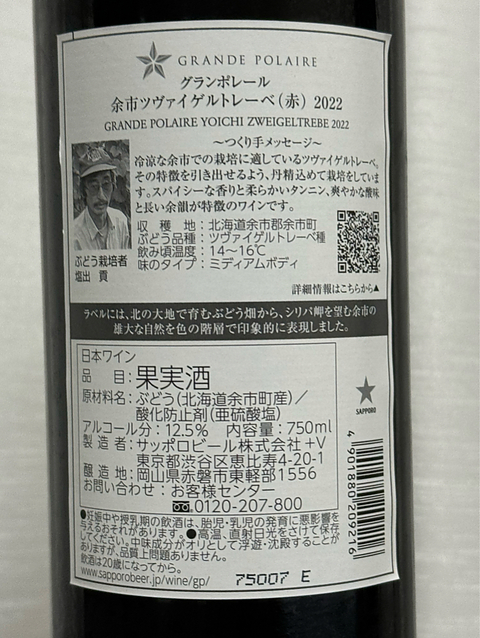 GRANDE POLAIRE
グランポレール
余市ツヴァイゲルトレーベ(赤) 2022
GRANDE POLAIRE YOICHI ZWEIGELTREBE 2022
～つくり手メッセージ～
冷涼な余市での栽培に適しているツヴァイゲルトレーベ。
その特徴を引き出せるよう、丹精込めて栽培をしていま
す。スパイシーな香りと柔らかいタンニン、爽やかな酸味
と長い余韻が特徴のワインです。
収穫地:北海道余市郡余市町
ぶどう品種:ツヴァイゲルトレーベ種
飲み頃温度:14～16℃
味のタイプ:ミディアムボディ
ぶどう栽培者
塩出 貢
詳細情報はこちらから▲
ラベルには、北の大地で育むぶどう畑から、シリパ岬を望む余市の
雄大な自然を色の階層で印象的に表現しました。
日本ワイン
品目:果実酒
原材料名:ぶどう(北海道余市町産)/
酸化防止剤(亜硫酸塩)
アルコール分:12.5% 内容量:750ml
製造者:サッポロビール株式会社+V
東京都渋谷区恵比寿4-20-1
醸造地:岡山県赤磐市東軽部1556
お問い合わせ:お客様センター
0120-207-800
SAPPORO
4901880209216
●妊娠中や授乳期の飲酒は、胎児・乳児の発育に悪影響を
与えるおそれがあります。●高温、直射日光をさけて保存
してください。中味成分がオリとして浮遊・沈殿することが
ありますが、品質上問題ありません。
飲酒は20歳になってから。
www.sapporobeer.jp/wine/gp/
75007 E